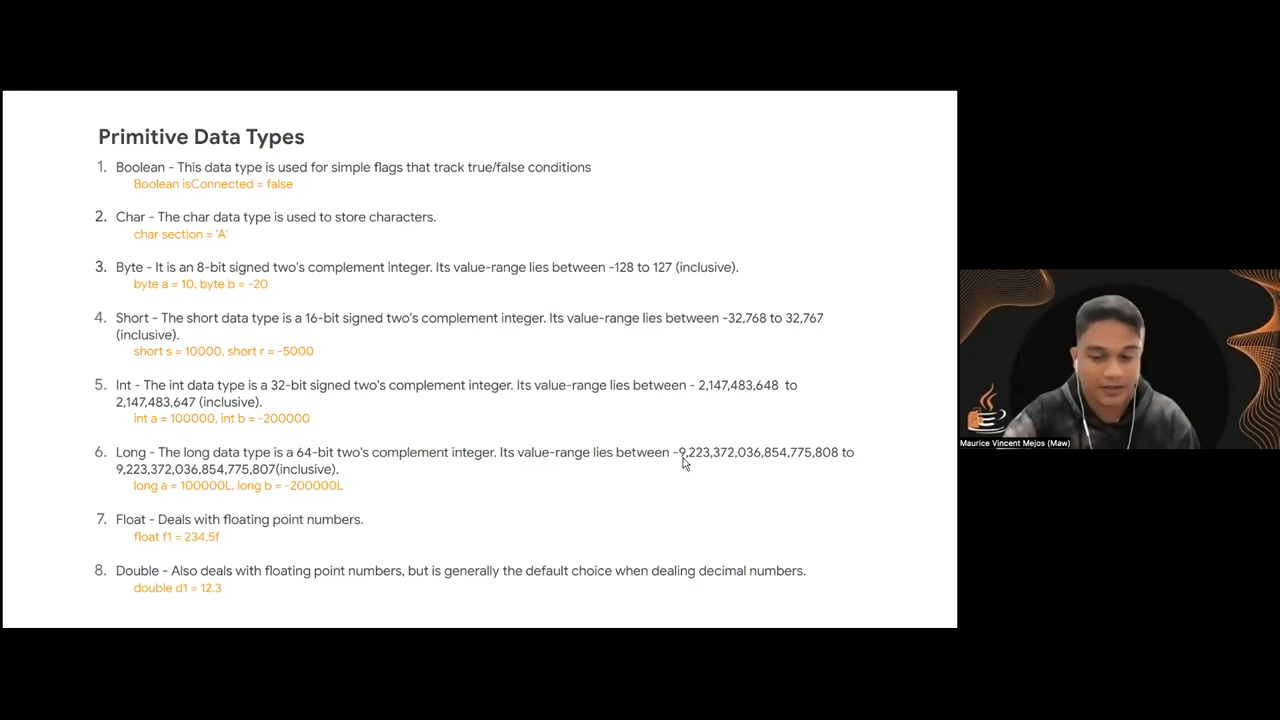 Primitive Data Types
1. Boolean - This data type is used for simple flags that track true/false conditions
Boolean isConnected = false
2. Char - The char data type is used to store characters.
char section = 'A'
3. Byte - It is an 8-bit signed two's complement integer. Its value-range lies between -128 to 127 (inclusive).
byte a = 10, byte b = -20
4. Short - The short data type is a 16-bit signed two's complement integer. Its value-range lies between -32,768 to 32,767
(inclusive).
short s = 10000, short r = -5000
5. Int - The int data type is a 32-bit signed two's complement integer. Its value-range lies between - 2,147,483,648 to
2,147,483,647 (inclusive).
int a = 100000, int b = -200000
6. Long - The long data type is a 64-bit two's complement integer. Its value-range lies between -9,223,372,036,854,775,808 to
9,223,372,036,854,775,807(inclusive).
long a = 100000L, long b = -200000L
7. Float - Deals with floating point numbers.
float f1 = 234.5f
8. Double - Also deals with floating point numbers, but is generally the default choice when dealing decimal numbers.
double d1 = 12.3
Maurice Vincent Mejos (Maw)